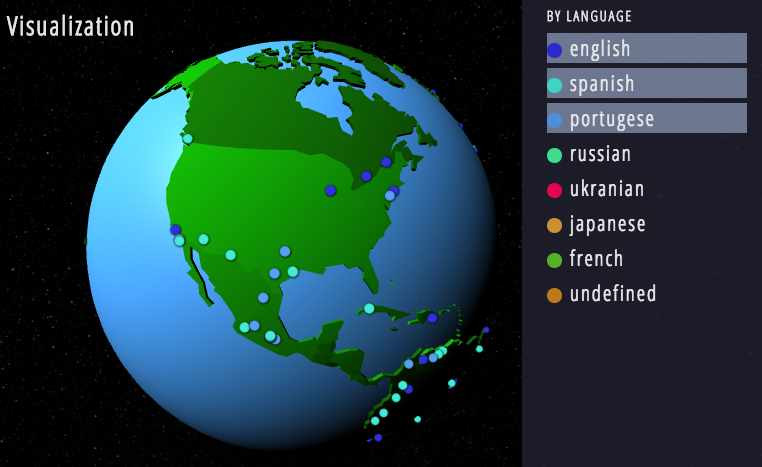 Visualization
BY LANGUAGE
english
spanish
portugese
russian
ukranian
japanese
french
undefined